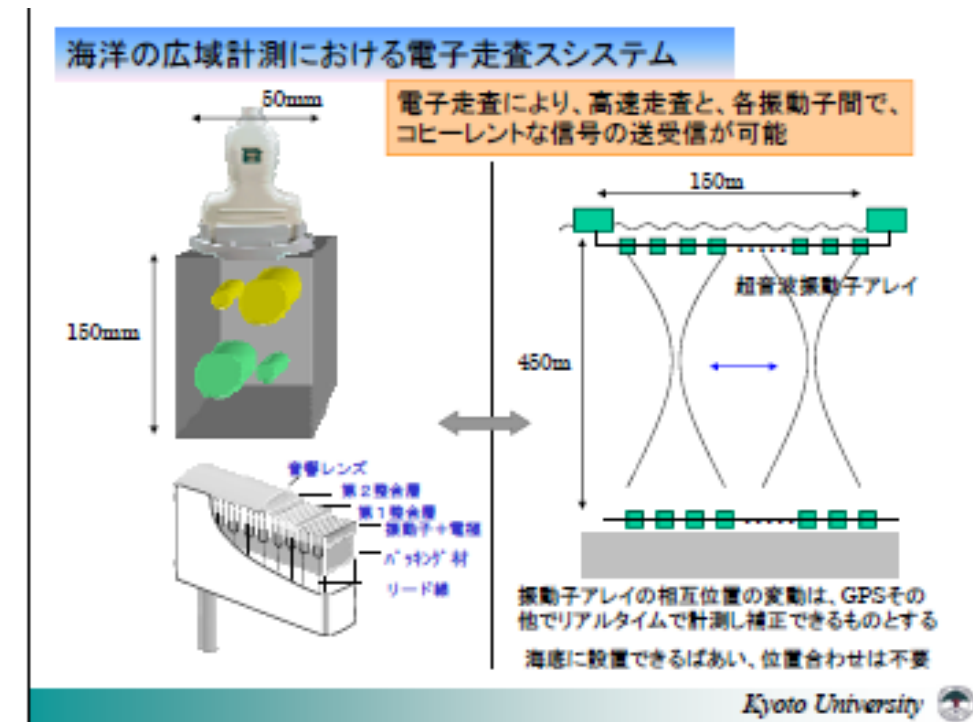 海洋の広域計測における電子走査スシステム
電子走査により、高速走査と、各振動子間で、
コヒーレントな信号の送受信が可能
50mm
150mm
音響レンズ
第2整合層
第1整合層
振動子+電極
バッキング材
リード線
150m
超音波振動子アレイ
450m
振動子アレイの相互位置の変動は、GPSその
他でリアルタイムで計測し補正できるものとする
海底に設置できるばあい、位置合わせは不要
Kyoto University